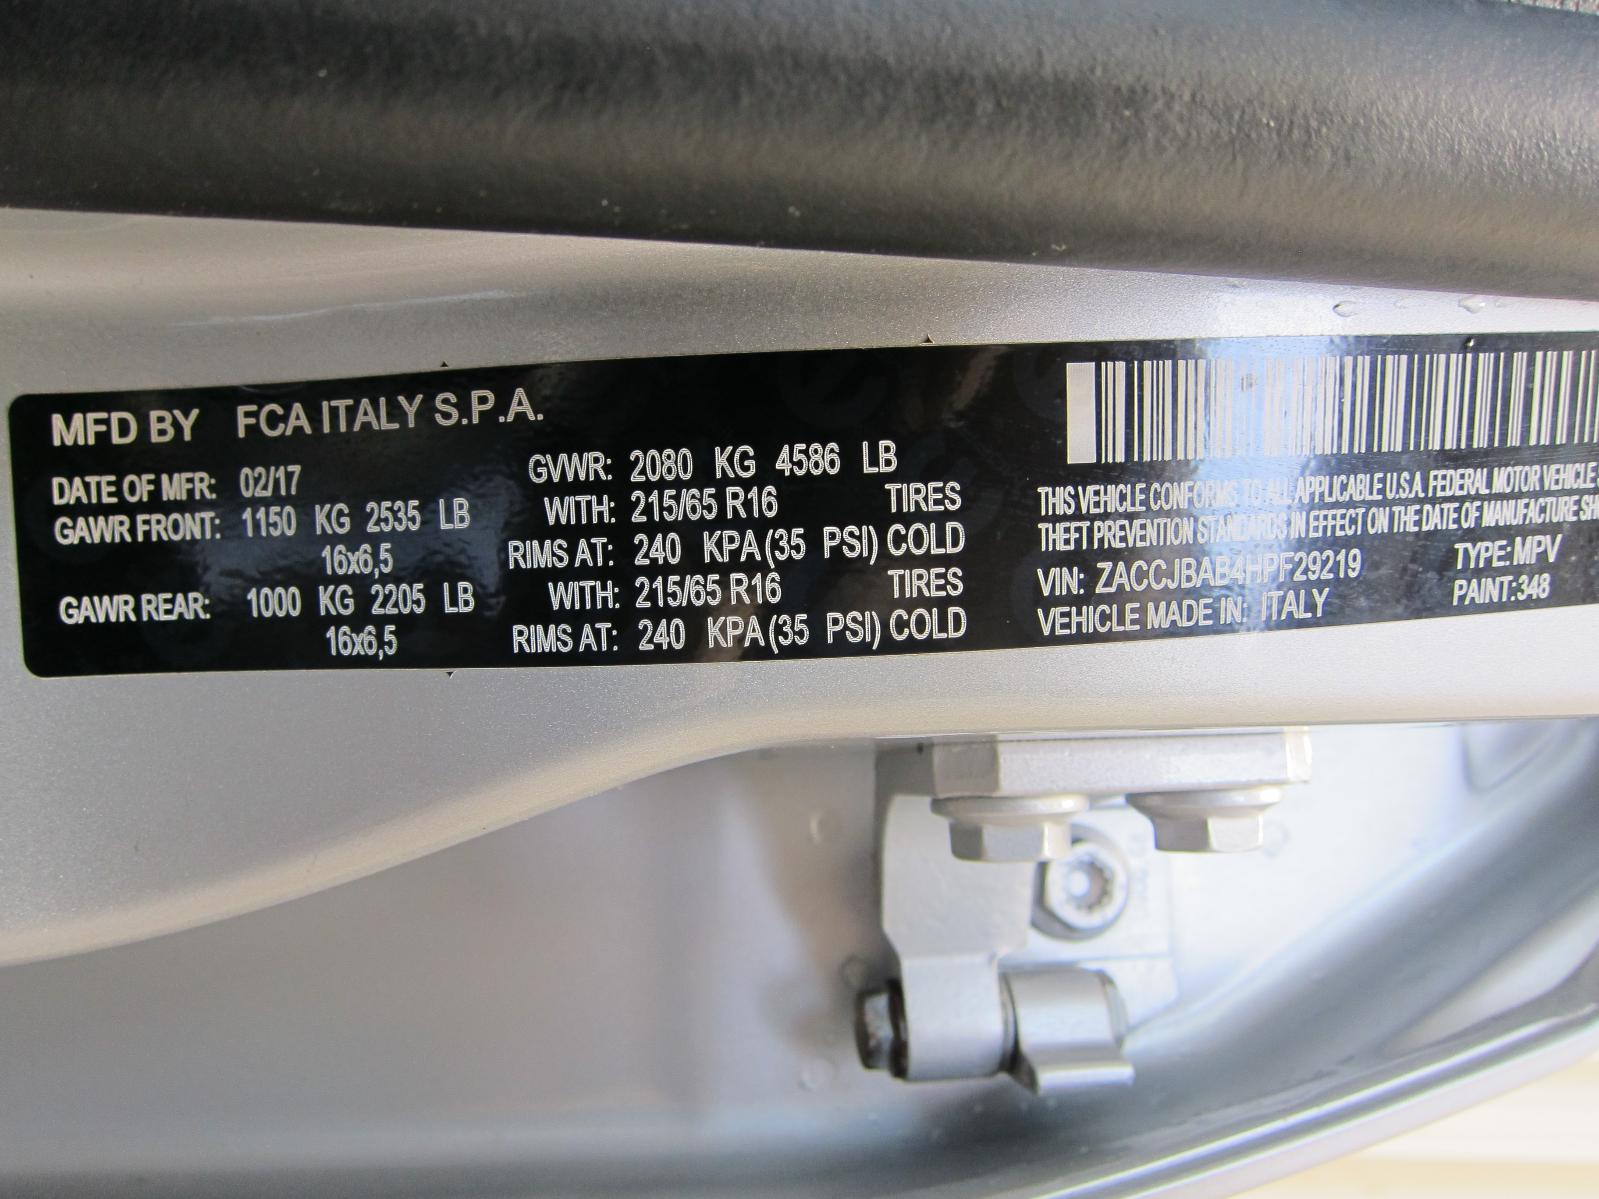 MFD BY FCA ITALY S.P.A.
DATE OF MFR: 02/17 GVWR: 2080 KG 4586 LB
GAWR FRONT: 1150 KG 2535 LB WITH: 215/65 R16 TIRES
16x6,5 RIMS AT: 240 KPA(35 PSI) COLD
GAWR REAR: 1000 KG 2205 LB WITH: 215/65 R16 TIRES
16x6,5 RIMS AT: 240 KPA(35 PSI) COLD
THIS VEHICLE CONFORMS TO ALL APPLICABLE U.S.A. FEDERAL MOTOR VEHICLE
THEFT PREVENTION STANDARDS IN EFFECT ON THE DATE OF MANUFACTURE
VIN: ZACCJBAB4HPF29219 TYPE: MPV
VEHICLE MADE IN: ITALY PAINT: 348